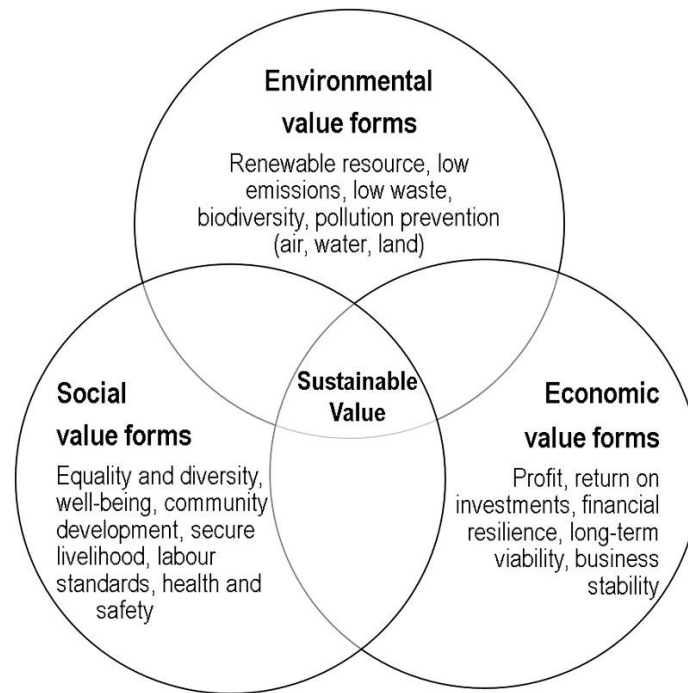 Environmental
value forms
Renewable resource, low
emissions, low waste,
biodiversity, pollution prevention
(air, water, land)
Sustainable
Value
Social
value forms
Equality and diversity,
well-being, community
development, secure
livelihood, labour
standards, health and
safety
Economic
value forms
Profit, return on
investments, financial
resilience, long-term
viability, business
stability